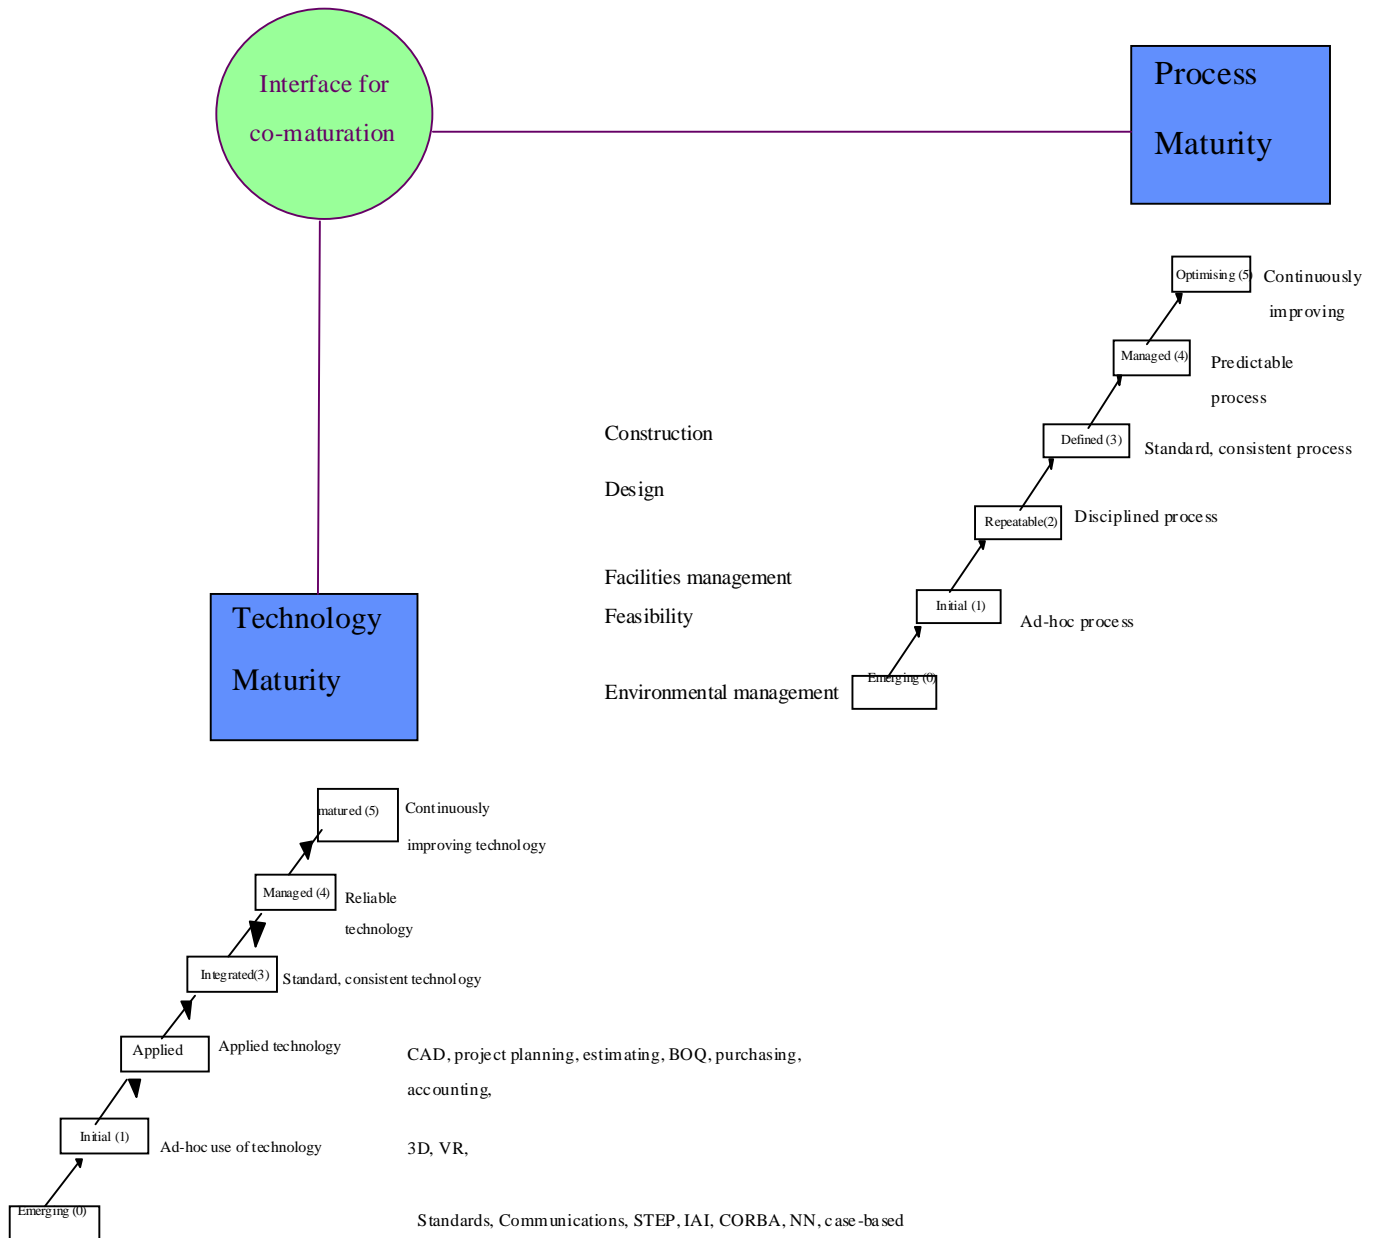 Interface for
co-maturation
Process
Maturity
Optimising (5)
Continuously
improving
Managed (4)
Predictable
process
Construction
Defined (3)
Standard, consistent process
Design
Repeatable(2)
Disciplined process
Facilities management
Initial (1)
Feasibility
Ad-hoc process
Emerging (0)
Environmental management
Technology
Maturity
matured (5)
Continuously
improving technology
Managed (4)
Reliable
technology
Integrated(3)
Standard, consistent technology
Applied
Applied technology
CAD, project planning, estimating, BOQ, purchasing,
accounting,
Initial (1)
Ad-hoc use of technology
3D, VR,
Emerging (0)
Standards, Communications, STEP, IAI, CORBA, NN, case-based